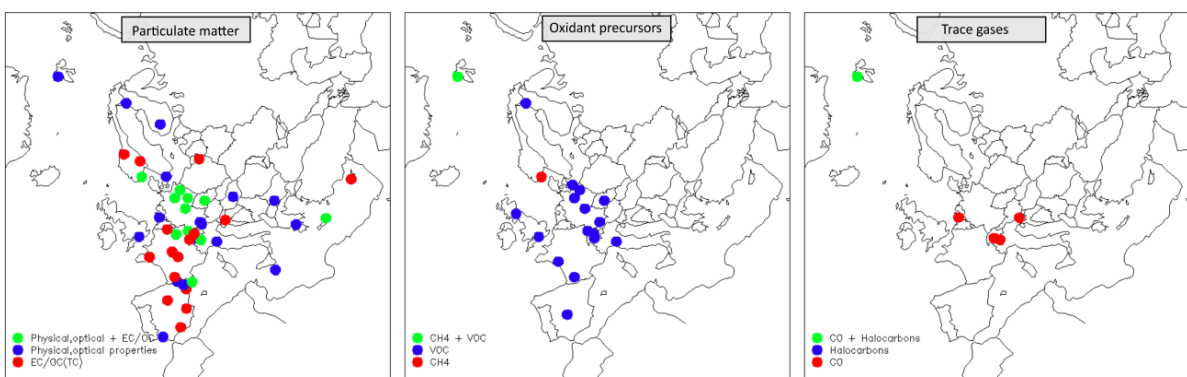 Particulate matter
Physical,optical + EC/OC
Physical,optical properties
EC/OC(TC)
Oxidant precursors
CH4 + VOC
VOC
CH4
Trace gases
CO + Halocarbons
Halocarbons
CO